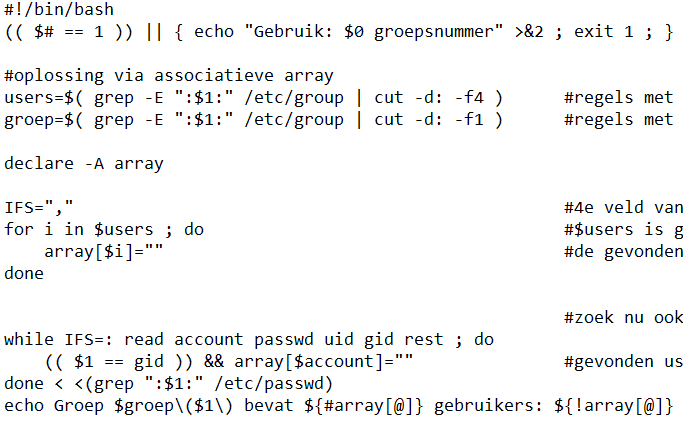 #!/bin/bash
(( $# == 1 )) || { echo "Gebruik: $0 groepsnummer" >&2 ; exit 1 ; }
#oplossing via associatieve array
users=$( grep -E ":$1:" /etc/group | cut -d: -f4 ) #regels met
groep=$( grep -E ":$1:" /etc/group | cut -d: -f1 ) #regels met
declare -A array
IFS="," #4e veld van
for i in $users ; do #$users is g
array[$i]="" #de gevonden
done
#zoek nu ook
while IFS=: read account passwd uid gid rest ; do
(( $1 == gid )) && array[$account]="" #gevonden us
done < <(grep ":$1:" /etc/passwd)
echo Groep $groep\($1\) bevat ${#array[@]} gebruikers: ${!array[@]}